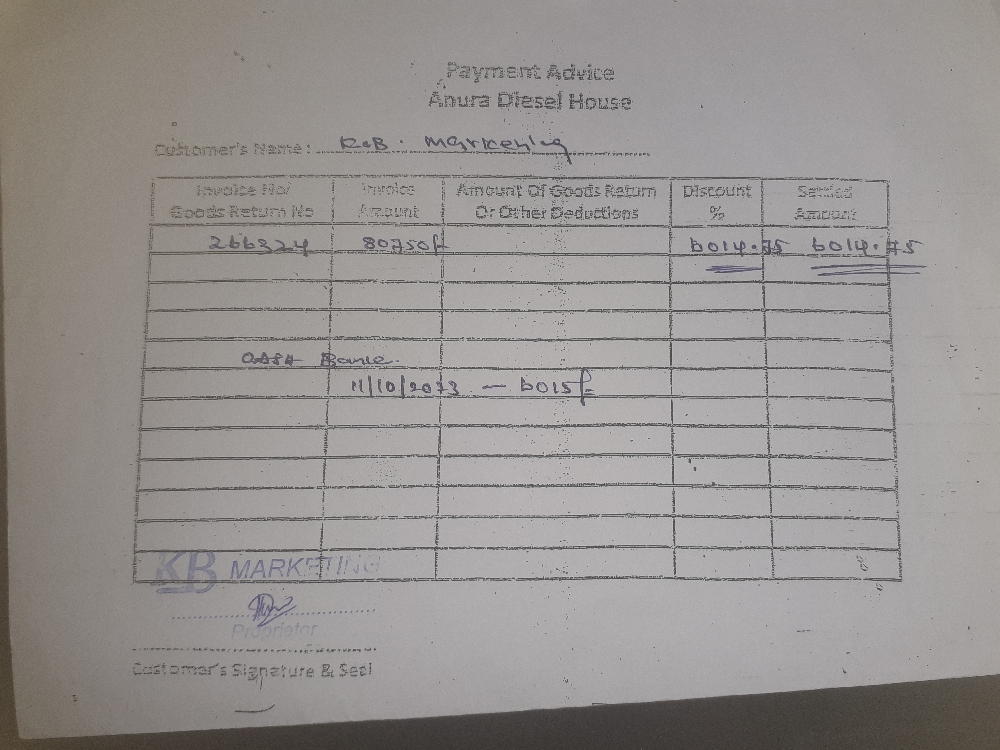 Payment Advice
Anura Diesel House
Customer's Name: K.B. Marketing
Invoice No/ Goods Return No Invoice Amount Amount Of Goods Return Or Other Deductions Discount % Settled Amount
266324 80750/- 6014.75 6014.75
Cash
11/10/2023 — 6015/=
KB MARKETING
Proprietor
Customer's Signature & Seal